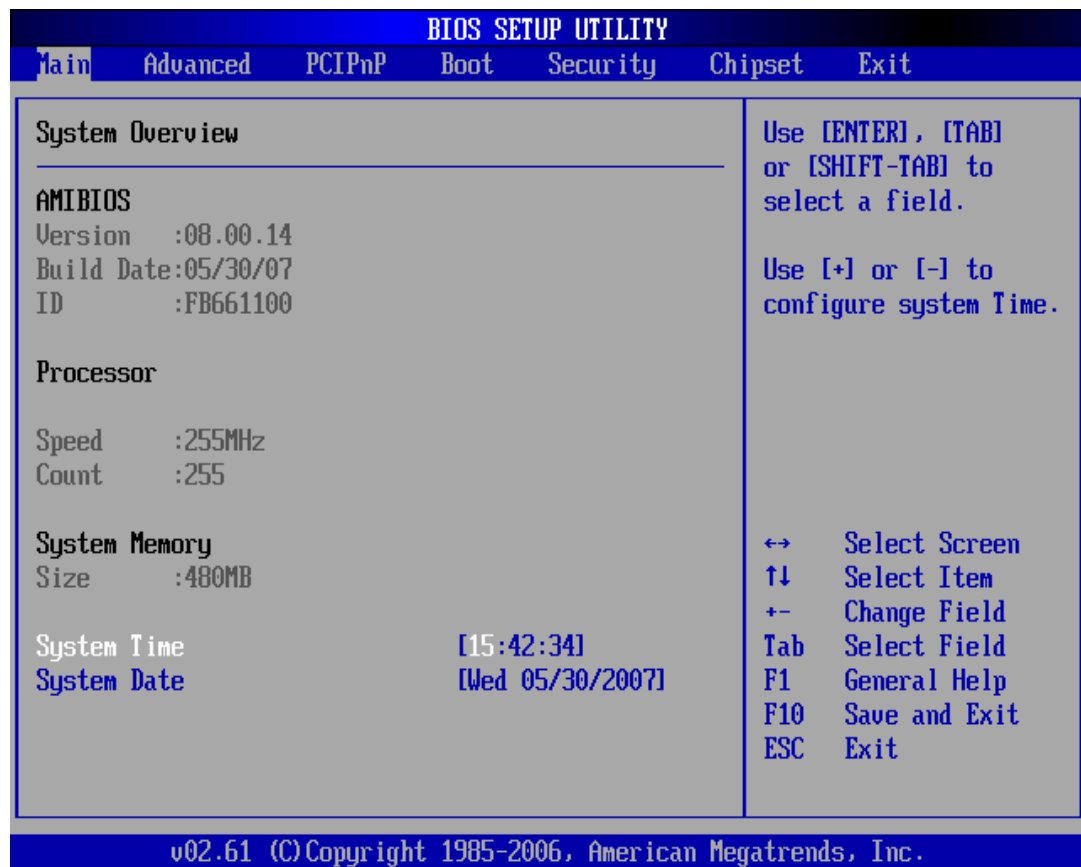 BIOS SETUP UTILITY
Main Advanced PCIPnP Boot Security Chipset Exit
System Overview
AMIBIOS
Version :08.00.14
Build Date:05/30/07
ID :FB661100
Processor
Speed :255MHz
Count :255
System Memory
Size :480MB
System Time [15:42:34]
System Date [Wed 05/30/2007]
Use [ENTER], [TAB]
or [SHIFT-TAB] to
select a field.
Use [+] or [-] to
configure system Time.
↔ Select Screen
↑↓ Select Item
+- Change Field
Tab Select Field
F1 General Help
F10 Save and Exit
ESC Exit
v02.61 (C)Copyright 1985-2006, American Megatrends, Inc.